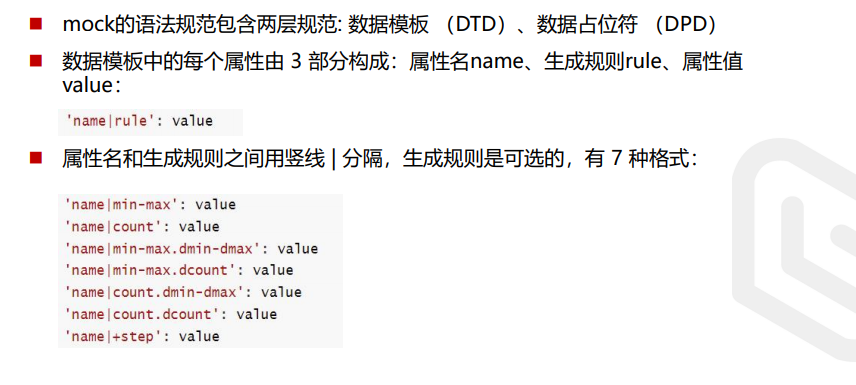 mock的语法规范包含两层规范: 数据模板 （DTD）、数据占位符 （DPD）
数据模板中的每个属性由 3 部分构成：属性名name、生成规则rule、属性值
value：
'name|rule': value
属性名和生成规则之间用竖线 | 分隔，生成规则是可选的，有 7 种格式：
'name|min-max': value
'name|count': value
'name|min-max.dmin-dmax': value
'name|min-max.dcount': value
'name|count.dmin-dmax': value
'name|count.dcount': value
'name|+step': value